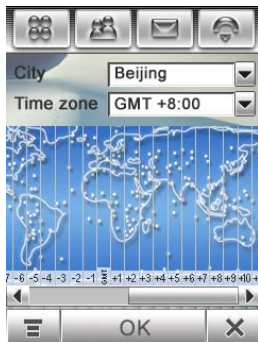 City Beijing
Time zone GMT +8:00
7 -6 -5 -4 -3 -2 -1 GMT +1 +2 +3 +4 +5 +6 +7 +8 +9 +10 +
OK